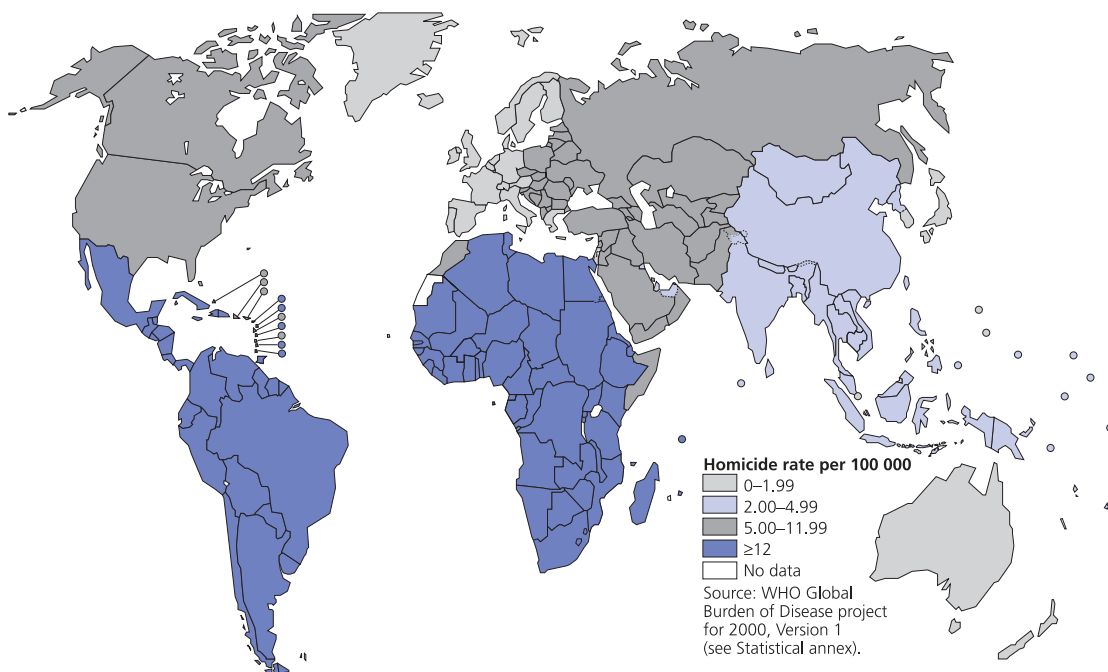 Homicide rate per 100 000
0–1.99
2.00–4.99
5.00–11.99
≥12
No data
Source: WHO Global
Burden of Disease project
for 2000, Version 1
(see Statistical annex).